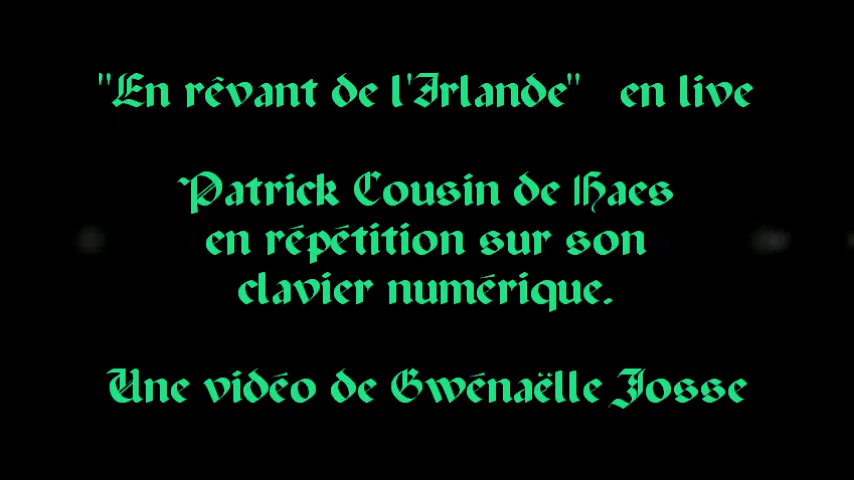 "En rêvant de l'Irlande" en live
Patrick Cousin de Haes
en répétition sur son
clavier numérique.
Une vidéo de Gwénaëlle Josse